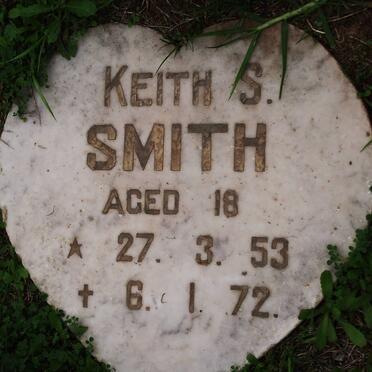 KEITH S.
SMITH
AGED 18
★ 27. 3. 53
✝ 6. 1. 72.